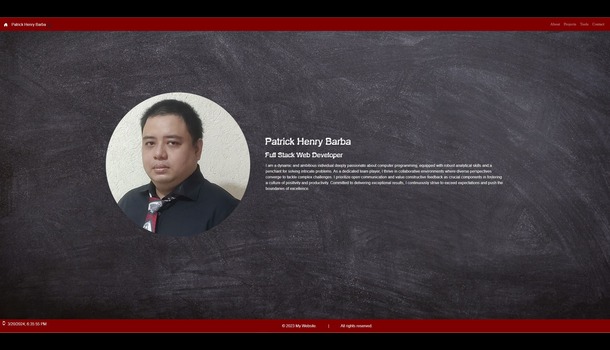 Patrick Henry Barba
About Projects Tools Contact
Patrick Henry Barba
Full Stack Web Developer
I am a dynamic and ambitious individual deeply passionate about computer programming, equipped with robust analytical skills and a
penchant for solving intricate problems. As a dedicated team player, I thrive in collaborative environments where diverse perspectives
converge to tackle complex challenges. I prioritize open communication and value constructive feedback as crucial components in fostering
a culture of positivity and productivity. Committed to delivering exceptional results, I continuously strive to exceed expectations and push the
boundaries of excellence.
3/20/2024, 8:35:55 PM
© 2023 My Website. | All rights reserved.